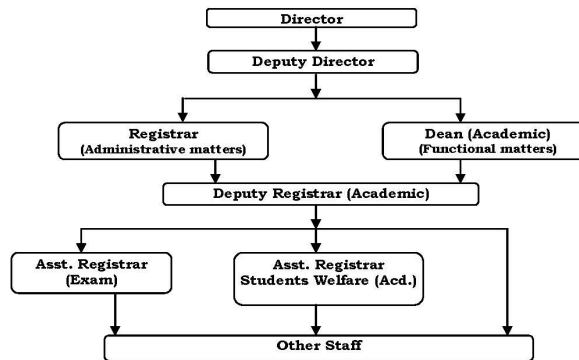 Director
Deputy Director
Registrar
(Administrative matters)
Dean (Academic)
(Functional matters)
Deputy Registrar (Academic)
Asst. Registrar
(Exam)
Asst. Registrar
Students Welfare (Acd.)
Other Staff